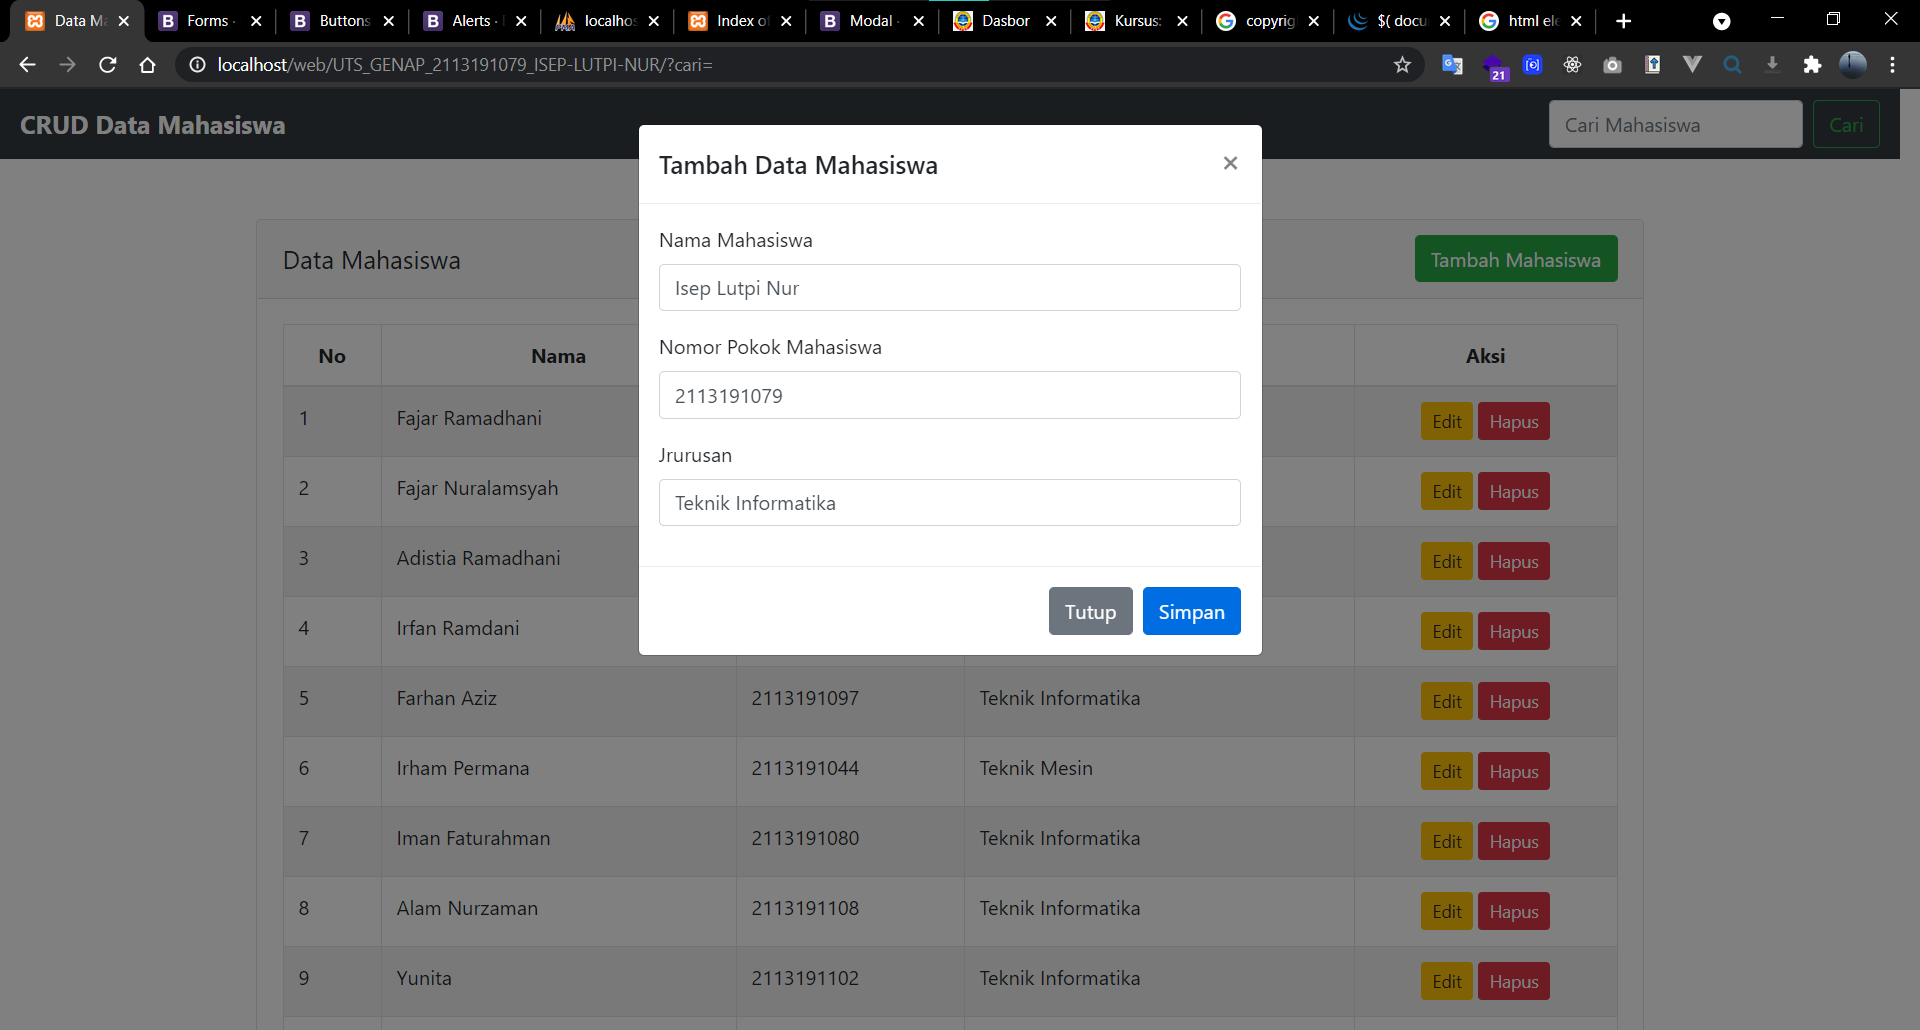 Data Ma
Forms ·
Buttons
Alerts ·
localhos
Index of
Modal ·
Dasbor
Kursus:
copyrig
$( docu
html ele
localhost/web/UTS_GENAP_2113191079_ISEP-LUTPI-NUR/?cari=
21
CRUD Data Mahasiswa
Cari Mahasiswa
Cari
Tambah Data Mahasiswa
×
Nama Mahasiswa
Isep Lutpi Nur
Nomor Pokok Mahasiswa
2113191079
Jrurusan
Teknik Informatika
Tutup Simpan
Data Mahasiswa
Tambah Mahasiswa
No Nama Aksi
1 Fajar Ramadhani Edit Hapus
2 Fajar Nuralamsyah Edit Hapus
3 Adistia Ramadhani Edit Hapus
4 Irfan Ramdani Edit Hapus
5 Farhan Aziz 2113191097 Teknik Informatika Edit Hapus
6 Irham Permana 2113191044 Teknik Mesin Edit Hapus
7 Iman Faturahman 2113191080 Teknik Informatika Edit Hapus
8 Alam Nurzaman 2113191108 Teknik Informatika Edit Hapus
9 Yunita 2113191102 Teknik Informatika Edit Hapus